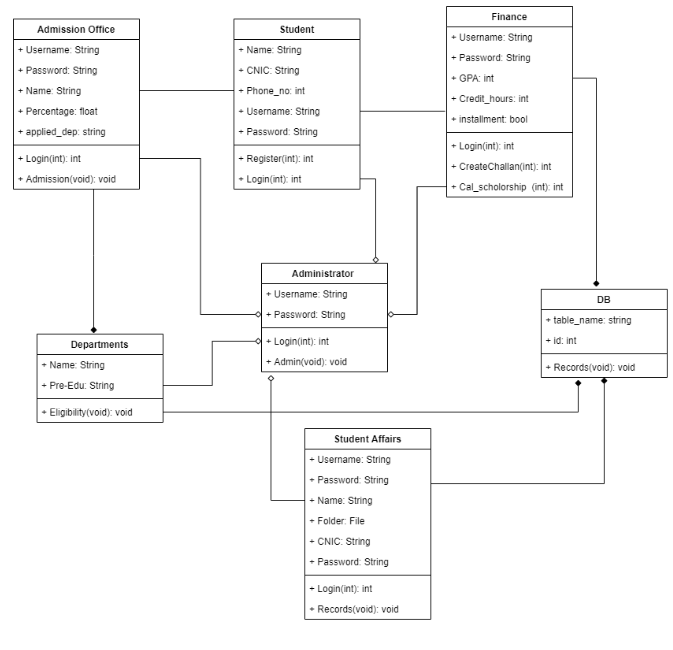 Admission Office
+ Username: String
+ Password: String
+ Name: String
+ Percentage: float
+ applied_dep: string
+ Login(int): int
+ Admission(void): void
Student
+ Name: String
+ CNIC: String
+ Phone_no: int
+ Username: String
+ Password: String
+ Register(int): int
+ Login(int): int
Finance
+ Username: String
+ Password: String
+ GPA: int
+ Credit_hours: int
+ installment: bool
+ Login(int): int
+ CreateChallan(int): int
+ Cal_scholorship (int): int
Administrator
+ Username: String
+ Password: String
+ Login(int): int
+ Admin(void): void
DB
+ table_name: string
+ id: int
+ Records(void): void
Departments
+ Name: String
+ Pre-Edu: String
+ Eligibility(void): void
Student Affairs
+ Username: String
+ Password: String
+ Name: String
+ Folder: File
+ CNIC: String
+ Password: String
+ Login(int): int
+ Records(void): void